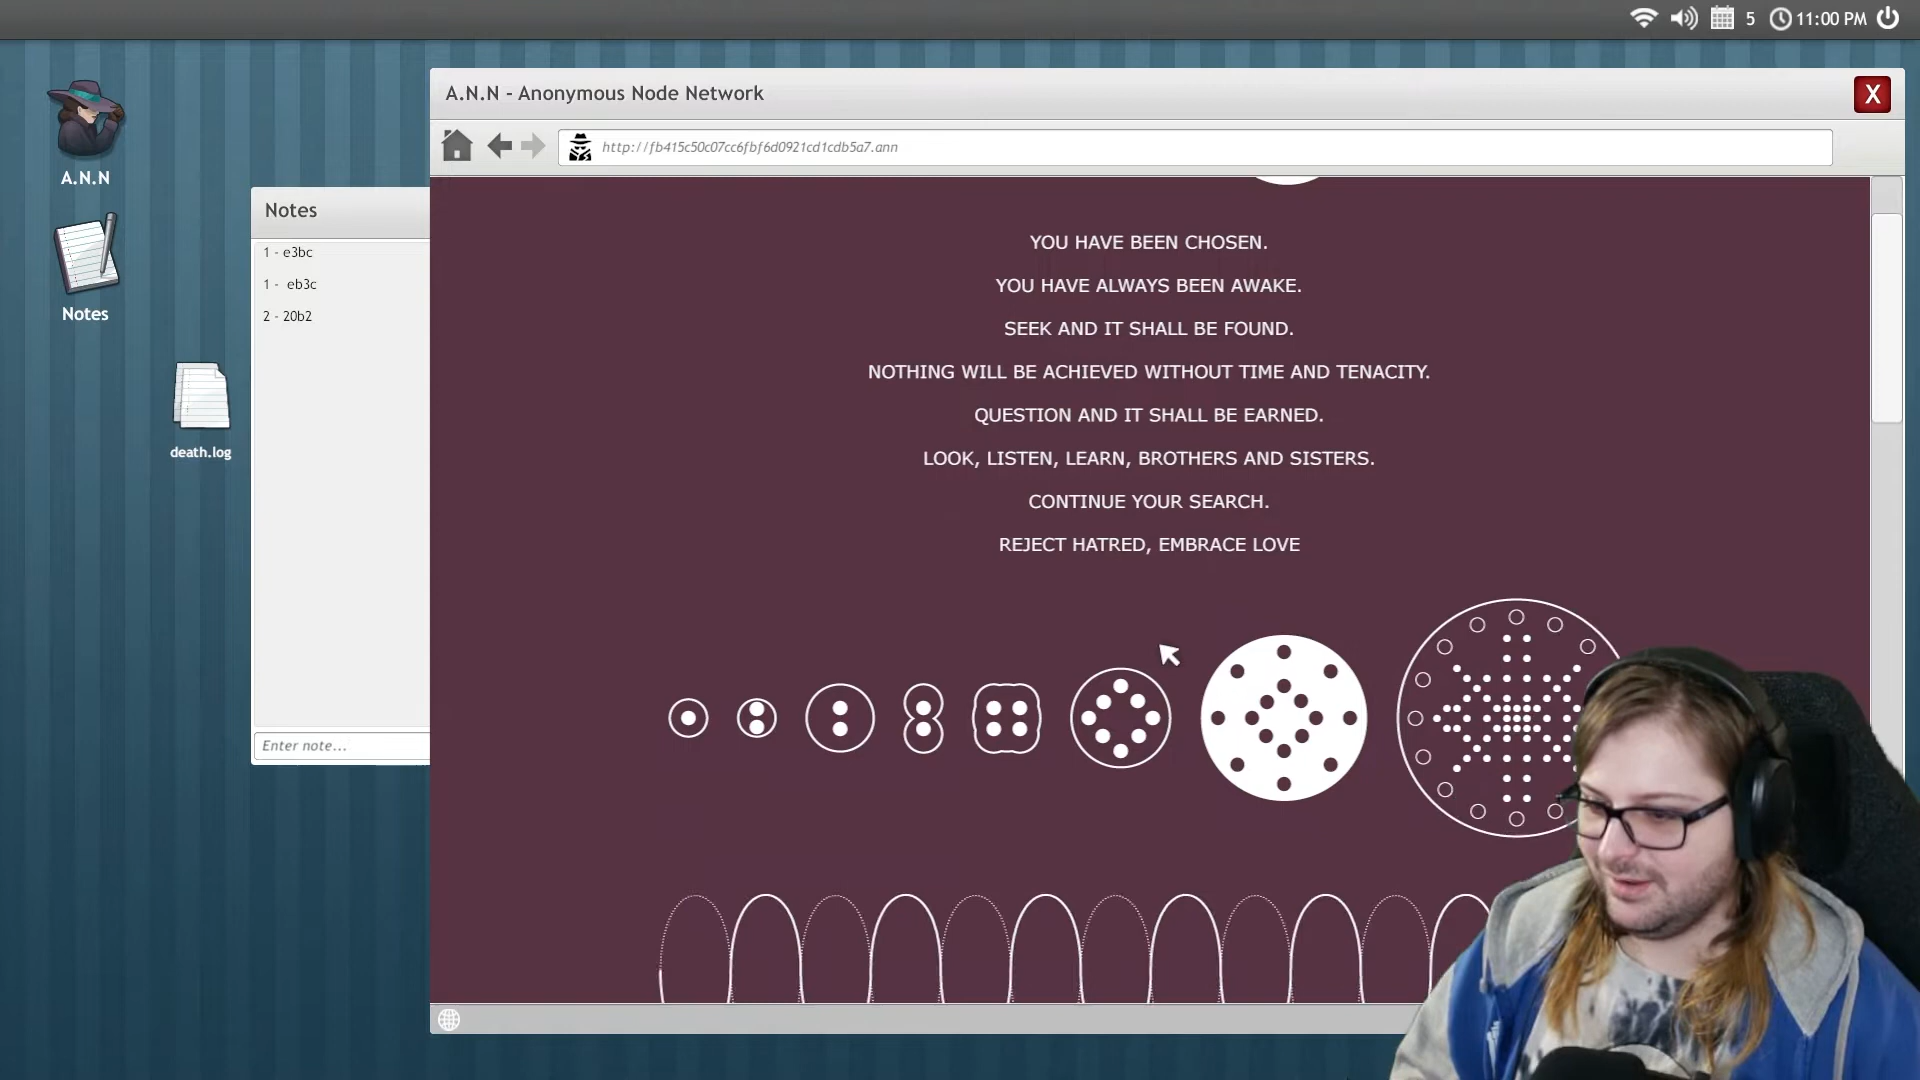 5 11:00 PM
A.N.N - Anonymous Node Network
X
http://fb415c50c07cc6fbf6d0921cd1cdb5a7.ann
A.N.N
Notes
death.log
Notes
1 - e3bc
1 - eb3c
2 - 20b2
Enter note...
YOU HAVE BEEN CHOSEN.
YOU HAVE ALWAYS BEEN AWAKE.
SEEK AND IT SHALL BE FOUND.
NOTHING WILL BE ACHIEVED WITHOUT TIME AND TENACITY.
QUESTION AND IT SHALL BE EARNED.
LOOK, LISTEN, LEARN, BROTHERS AND SISTERS.
CONTINUE YOUR SEARCH.
REJECT HATRED, EMBRACE LOVE